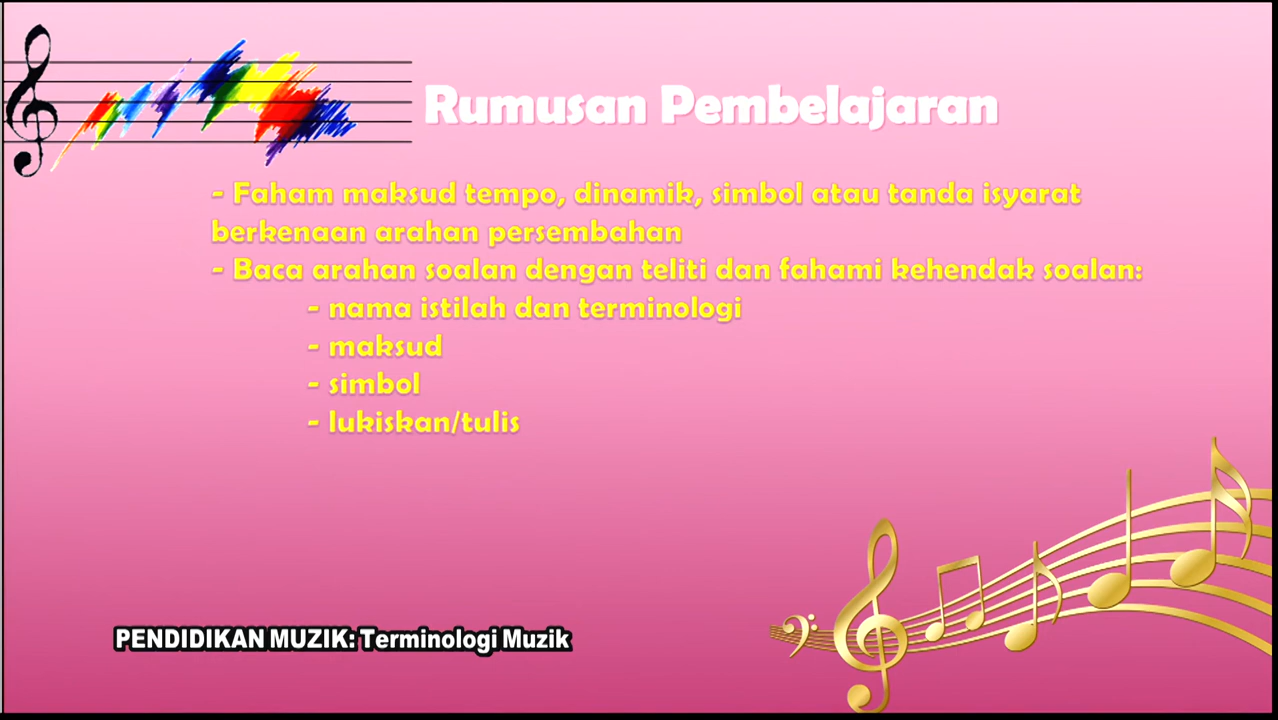 Rumusan Pembelajaran
- Faham maksud tempo, dinamik, simbol atau tanda isyarat
berkenaan arahan persembahan
- Baca arahan soalan dengan teliti dan fahami kehendak soalan:
- nama istilah dan terminologi
- maksud
- simbol
- lukiskan/tulis
PENDIDIKAN MUZIK: Terminologi Muzik